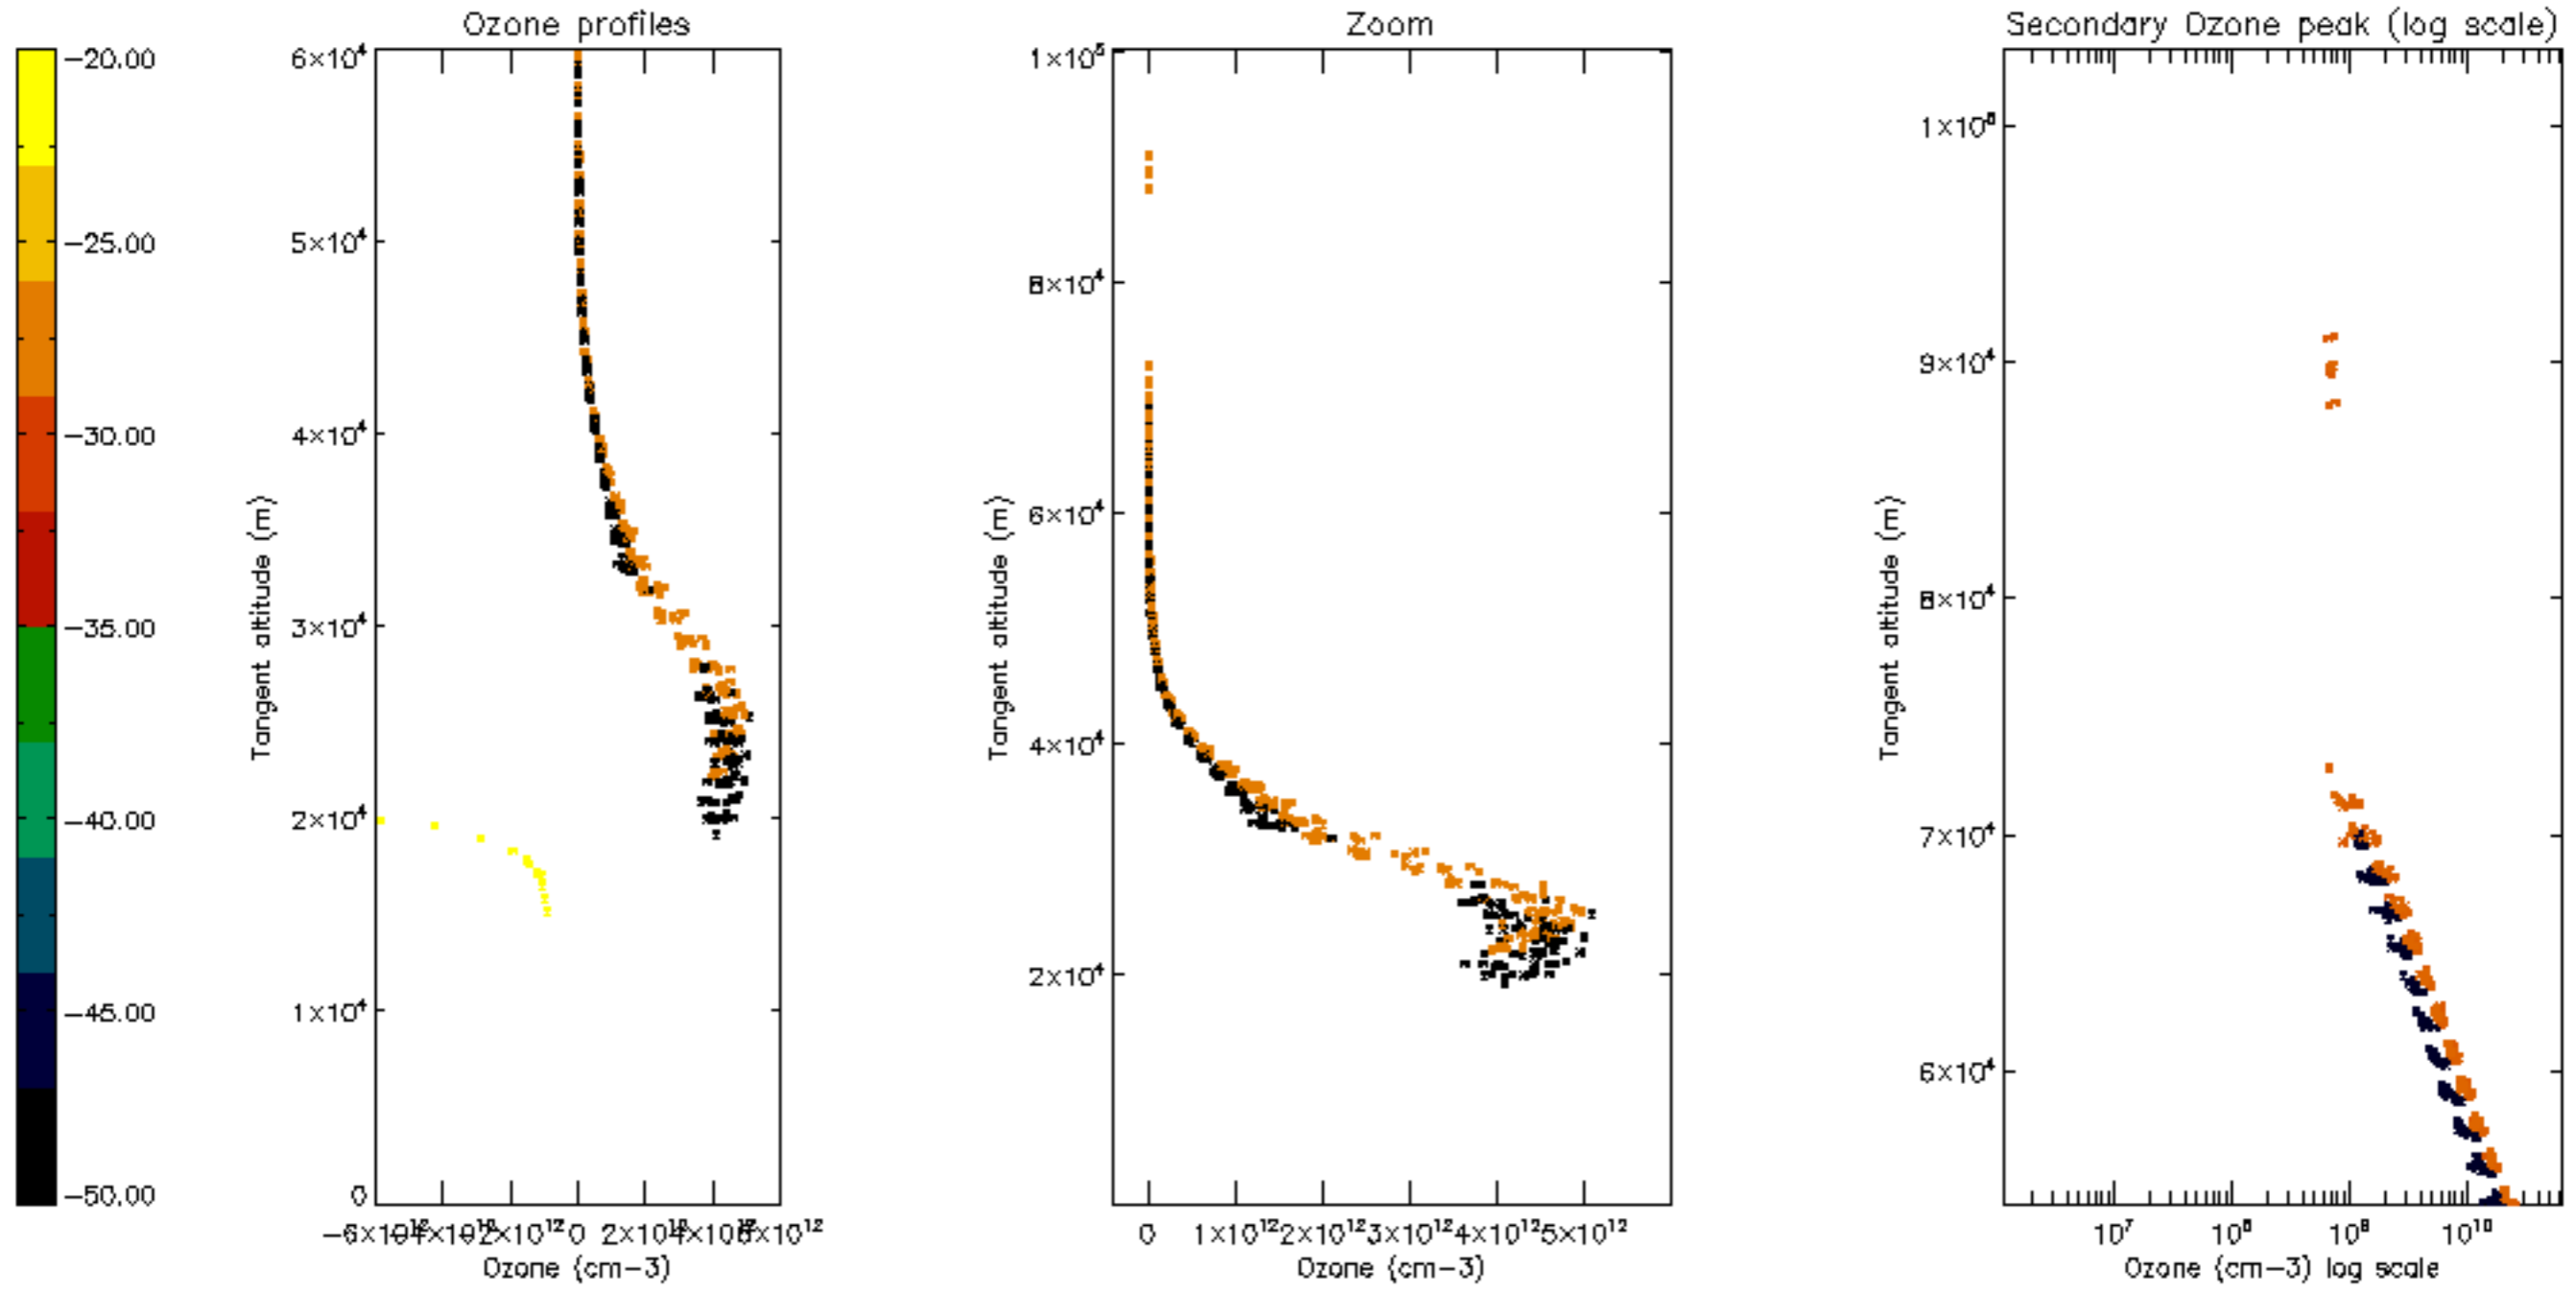 Ozone profiles
Zoom
Secondary Ozone peak (log scale)
−20.00
−25.00
−30.00
−35.00
−40.00
−45.00
−50.00
6×10⁴
5×10⁴
4×10⁴
3×10⁴
2×10⁴
1×10⁴
0
Tangent altitude (m)
−2×10¹² 0 2×10¹²
Ozone (cm−3)
1×10⁵
8×10⁴
6×10⁴
4×10⁴
2×10⁴
Tangent altitude (m)
0 1×10¹² 2×10¹² 3×10¹² 4×10¹² 5×10¹²
Ozone (cm−3)
1×10⁵
9×10⁴
8×10⁴
7×10⁴
6×10⁴
Tangent altitude (m)
10⁷ 10⁸ 10⁹ 10¹⁰
Ozone (cm−3) log scale